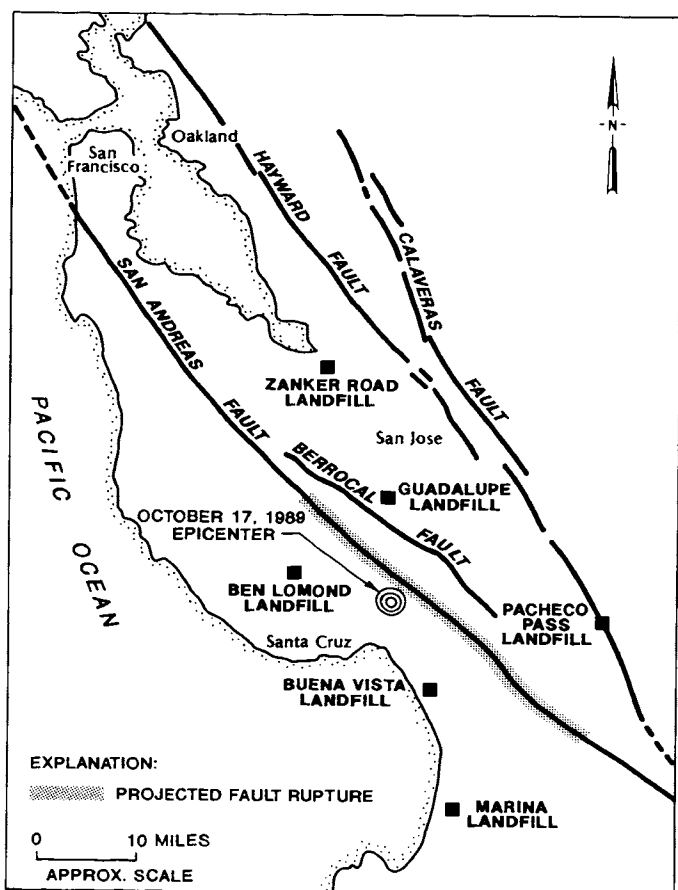 N
Oakland
San
Francisco
HAYWARD
FAULT
CALAVERAS
FAULT
SAN ANDREAS
FAULT
ZANKER ROAD
LANDFILL
PACIFIC
OCEAN
San Jose
BERROCAL
FAULT
GUADALUPE
LANDFILL
OCTOBER 17, 1989
EPICENTER
BEN LOMOND
LANDFILL
PACHECO
PASS
LANDFILL
Santa Cruz
BUENA VISTA
LANDFILL
EXPLANATION:
PROJECTED FAULT RUPTURE
MARINA
LANDFILL
0 10 MILES
APPROX. SCALE